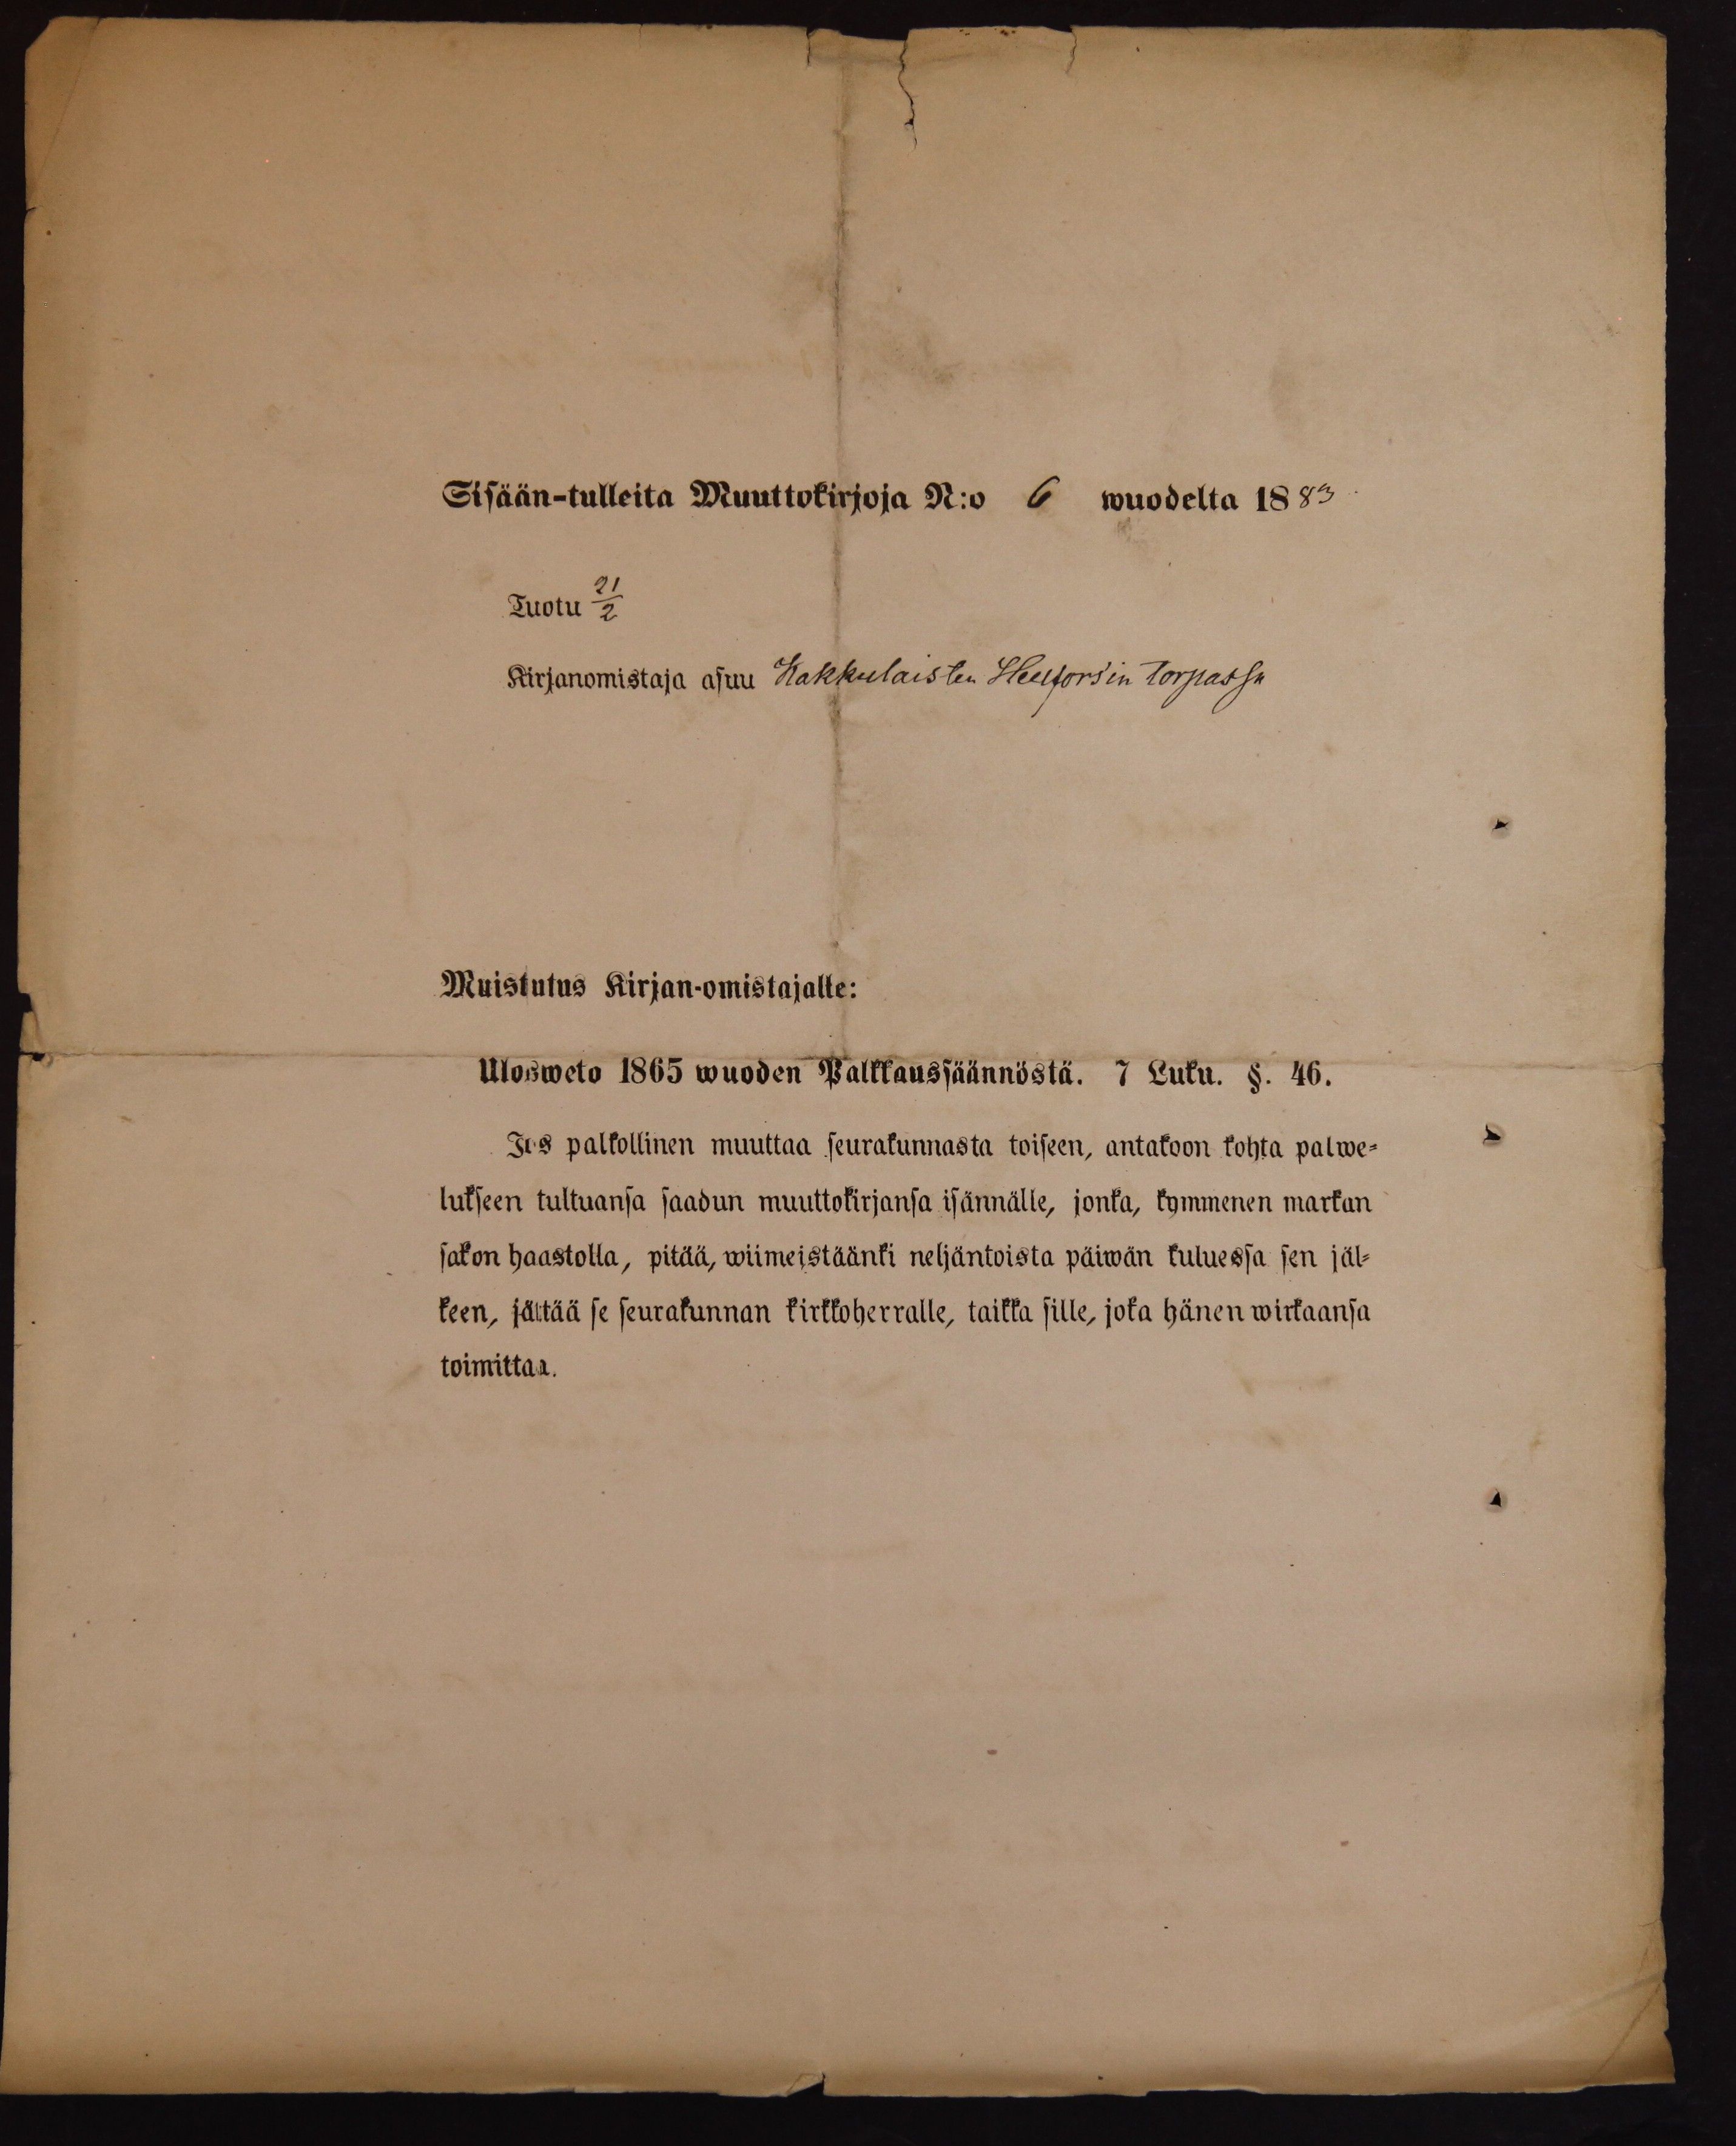 Sisään-tulleita Muuttokirjoja N:o 6 wuodelta 1883
Tuotu 21/2
Kirjanomistaja asuu Kakkulaisten Hellforsin torpassa
Muistutus Kirjan-omistajalle:
Ulosweto 1865 wuoden Palkkaussäännöstä. 7 Luku. §. 46.
Jos palkollinen muuttaa seurakunnasta toiseen, antakoon kohta palwe-
lukseen tultuansa saadun muuttokirjansa isännälle, jonka, kymmenen markan
sakon haastolla, pitää, wiimeistäänki neljäntoista päiwän kuluessa sen jäl-
keen, jättää se seurakunnan kirkkoherralle, taikka sille, joka hänen wirkaansa
toimittaa.